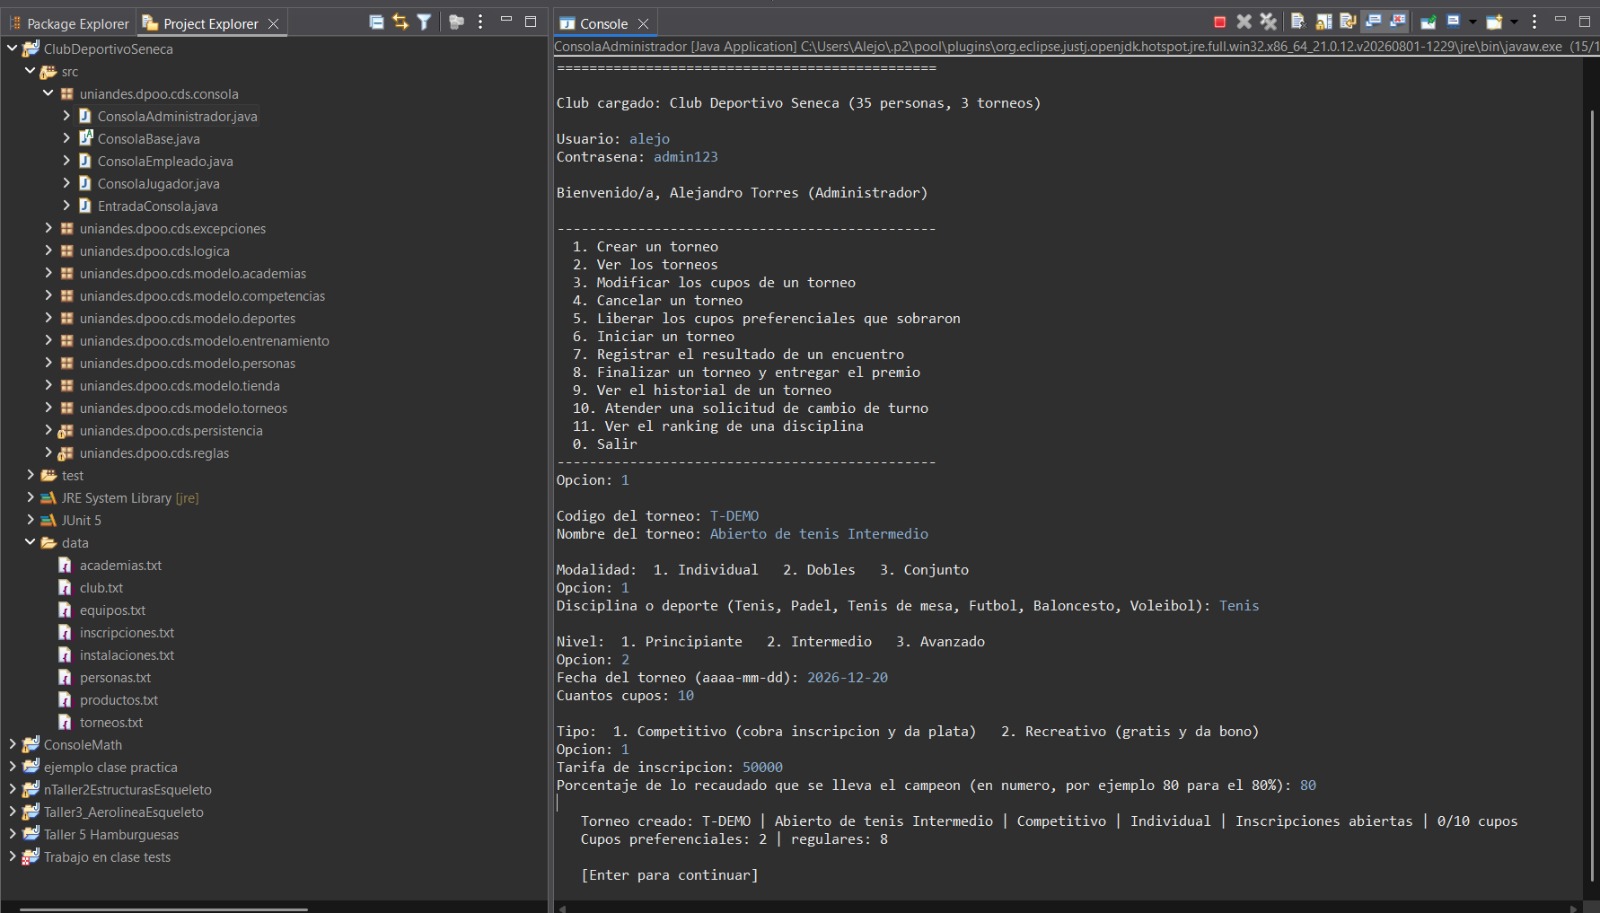 Package Explorer
Project Explorer
ClubDeportivoSeneca
src
uniandes.dpoo.cds.consola
ConsolaAdministrador.java
ConsolaBase.java
ConsolaEmpleado.java
ConsolaJugador.java
EntradaConsola.java
uniandes.dpoo.cds.excepciones
uniandes.dpoo.cds.logica
uniandes.dpoo.cds.modelo.academias
uniandes.dpoo.cds.modelo.competencias
uniandes.dpoo.cds.modelo.deportes
uniandes.dpoo.cds.modelo.entrenamiento
uniandes.dpoo.cds.modelo.personas
uniandes.dpoo.cds.modelo.tienda
uniandes.dpoo.cds.modelo.torneos
uniandes.dpoo.cds.persistencia
uniandes.dpoo.cds.reglas
test
JRE System Library [jre]
JUnit 5
data
academias.txt
club.txt
equipos.txt
inscripciones.txt
instalaciones.txt
personas.txt
productos.txt
torneos.txt
ConsoleMath
ejemplo clase practica
nTaller2EstructurasEsqueleto
Taller3_AerolineaEsqueleto
Taller 5 Hamburguesas
Trabajo en clase tests
Console
ConsolaAdministrador [Java Application] C:\Users\Alejo\.p2\pool\plugins\org.eclipse.justj.openjdk.hotspot.jre.full.win32.x86_64_21.0.12.v20260801-1229\jre\bin\javaw.exe (15/1
===============================================
Club cargado: Club Deportivo Seneca (35 personas, 3 torneos)
Usuario: alejo
Contrasena: admin123
Bienvenido/a, Alejandro Torres (Administrador)
-----------------------------------------------
1. Crear un torneo
2. Ver los torneos
3. Modificar los cupos de un torneo
4. Cancelar un torneo
5. Liberar los cupos preferenciales que sobraron
6. Iniciar un torneo
7. Registrar el resultado de un encuentro
8. Finalizar un torneo y entregar el premio
9. Ver el historial de un torneo
10. Atender una solicitud de cambio de turno
11. Ver el ranking de una disciplina
0. Salir
-----------------------------------------------
Opcion: 1
Codigo del torneo: T-DEMO
Nombre del torneo: Abierto de tenis Intermedio
Modalidad:  1. Individual   2. Dobles   3. Conjunto
Opcion: 1
Disciplina o deporte (Tenis, Padel, Tenis de mesa, Futbol, Baloncesto, Voleibol): Tenis
Nivel:  1. Principiante   2. Intermedio   3. Avanzado
Opcion: 2
Fecha del torneo (aaaa-mm-dd): 2026-12-20
Cuantos cupos: 10
Tipo:  1. Competitivo (cobra inscripcion y da plata)   2. Recreativo (gratis y da bono)
Opcion: 1
Tarifa de inscripcion: 50000
Porcentaje de lo recaudado que se lleva el campeon (en numero, por ejemplo 80 para el 80%): 80
Torneo creado: T-DEMO | Abierto de tenis Intermedio | Competitivo | Individual | Inscripciones abiertas | 0/10 cupos
Cupos preferenciales: 2 | regulares: 8
[Enter para continuar]